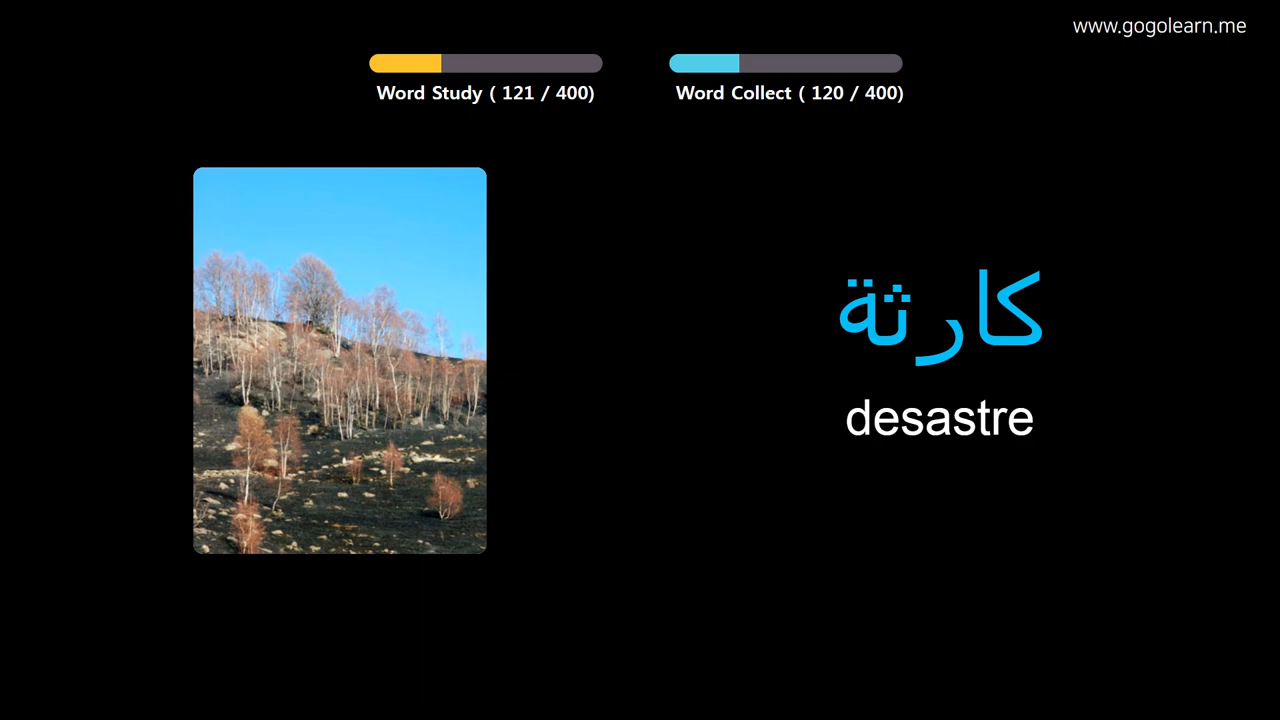 www.gogolearn.me
Word Study ( 121 / 400)
Word Collect ( 120 / 400)
كارثة
desastre